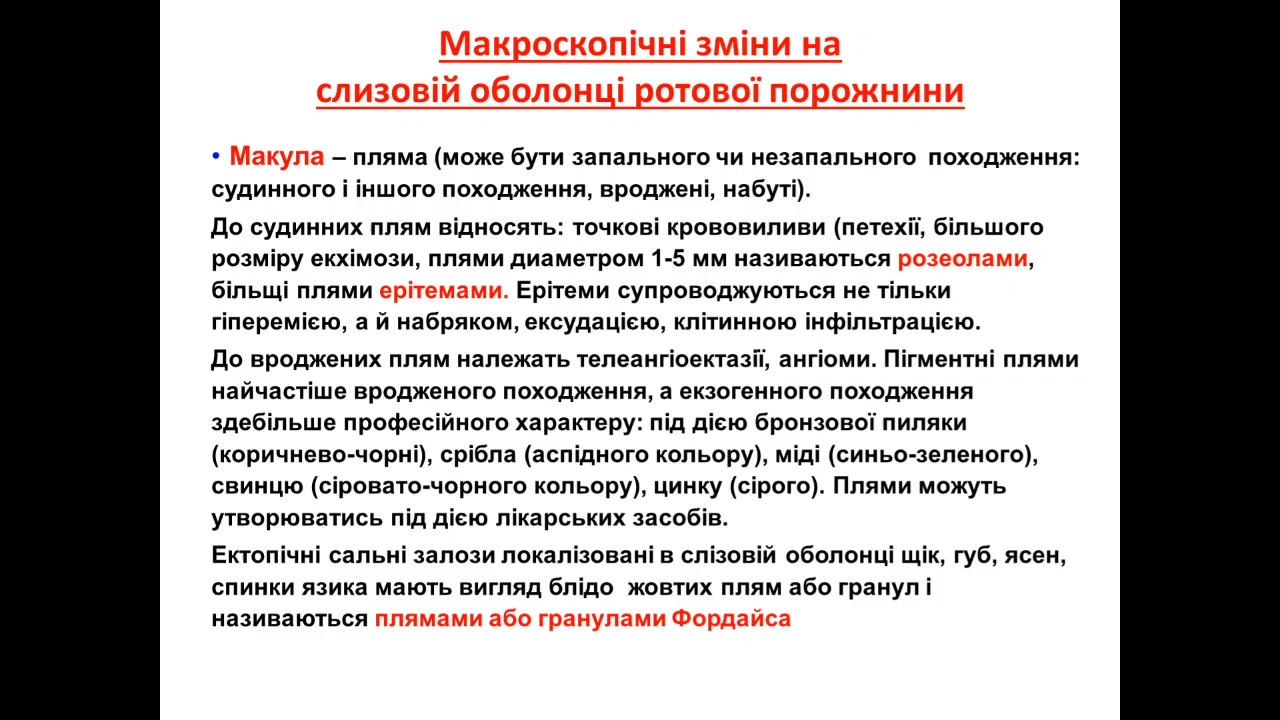 Макроскопічні зміни на
слизовій оболонці ротової порожнини
• Макула – пляма (може бути запального чи незапального походження:
судинного і іншого походження, вроджені, набуті).
До судинних плям відносять: точкові крововиливи (петехії, більшого
розміру екхімози, плями диаметром 1-5 мм називаються розеолами,
більщі плями ерітемами. Ерітеми супроводжуються не тільки
гіперемією, а й набряком, ексудацією, клітинною інфільтрацією.
До вроджених плям належать телеангіоектазії, ангіоми. Пігментні плями
найчастіше вродженого походження, а екзогенного походження
здебільше професійного характеру: під дією бронзової пиляки
(коричнево-чорні), срібла (аспідного кольору), міді (синьо-зеленого),
свинцю (сіровато-чорного кольору), цинку (сірого). Плями можуть
утворюватись під дією лікарських засобів.
Ектопічні сальні залози локалізовані в слізовій оболонці щік, губ, ясен,
спинки язика мають вигляд блідо жовтих плям або гранул і
називаються плямами або гранулами Фордайса